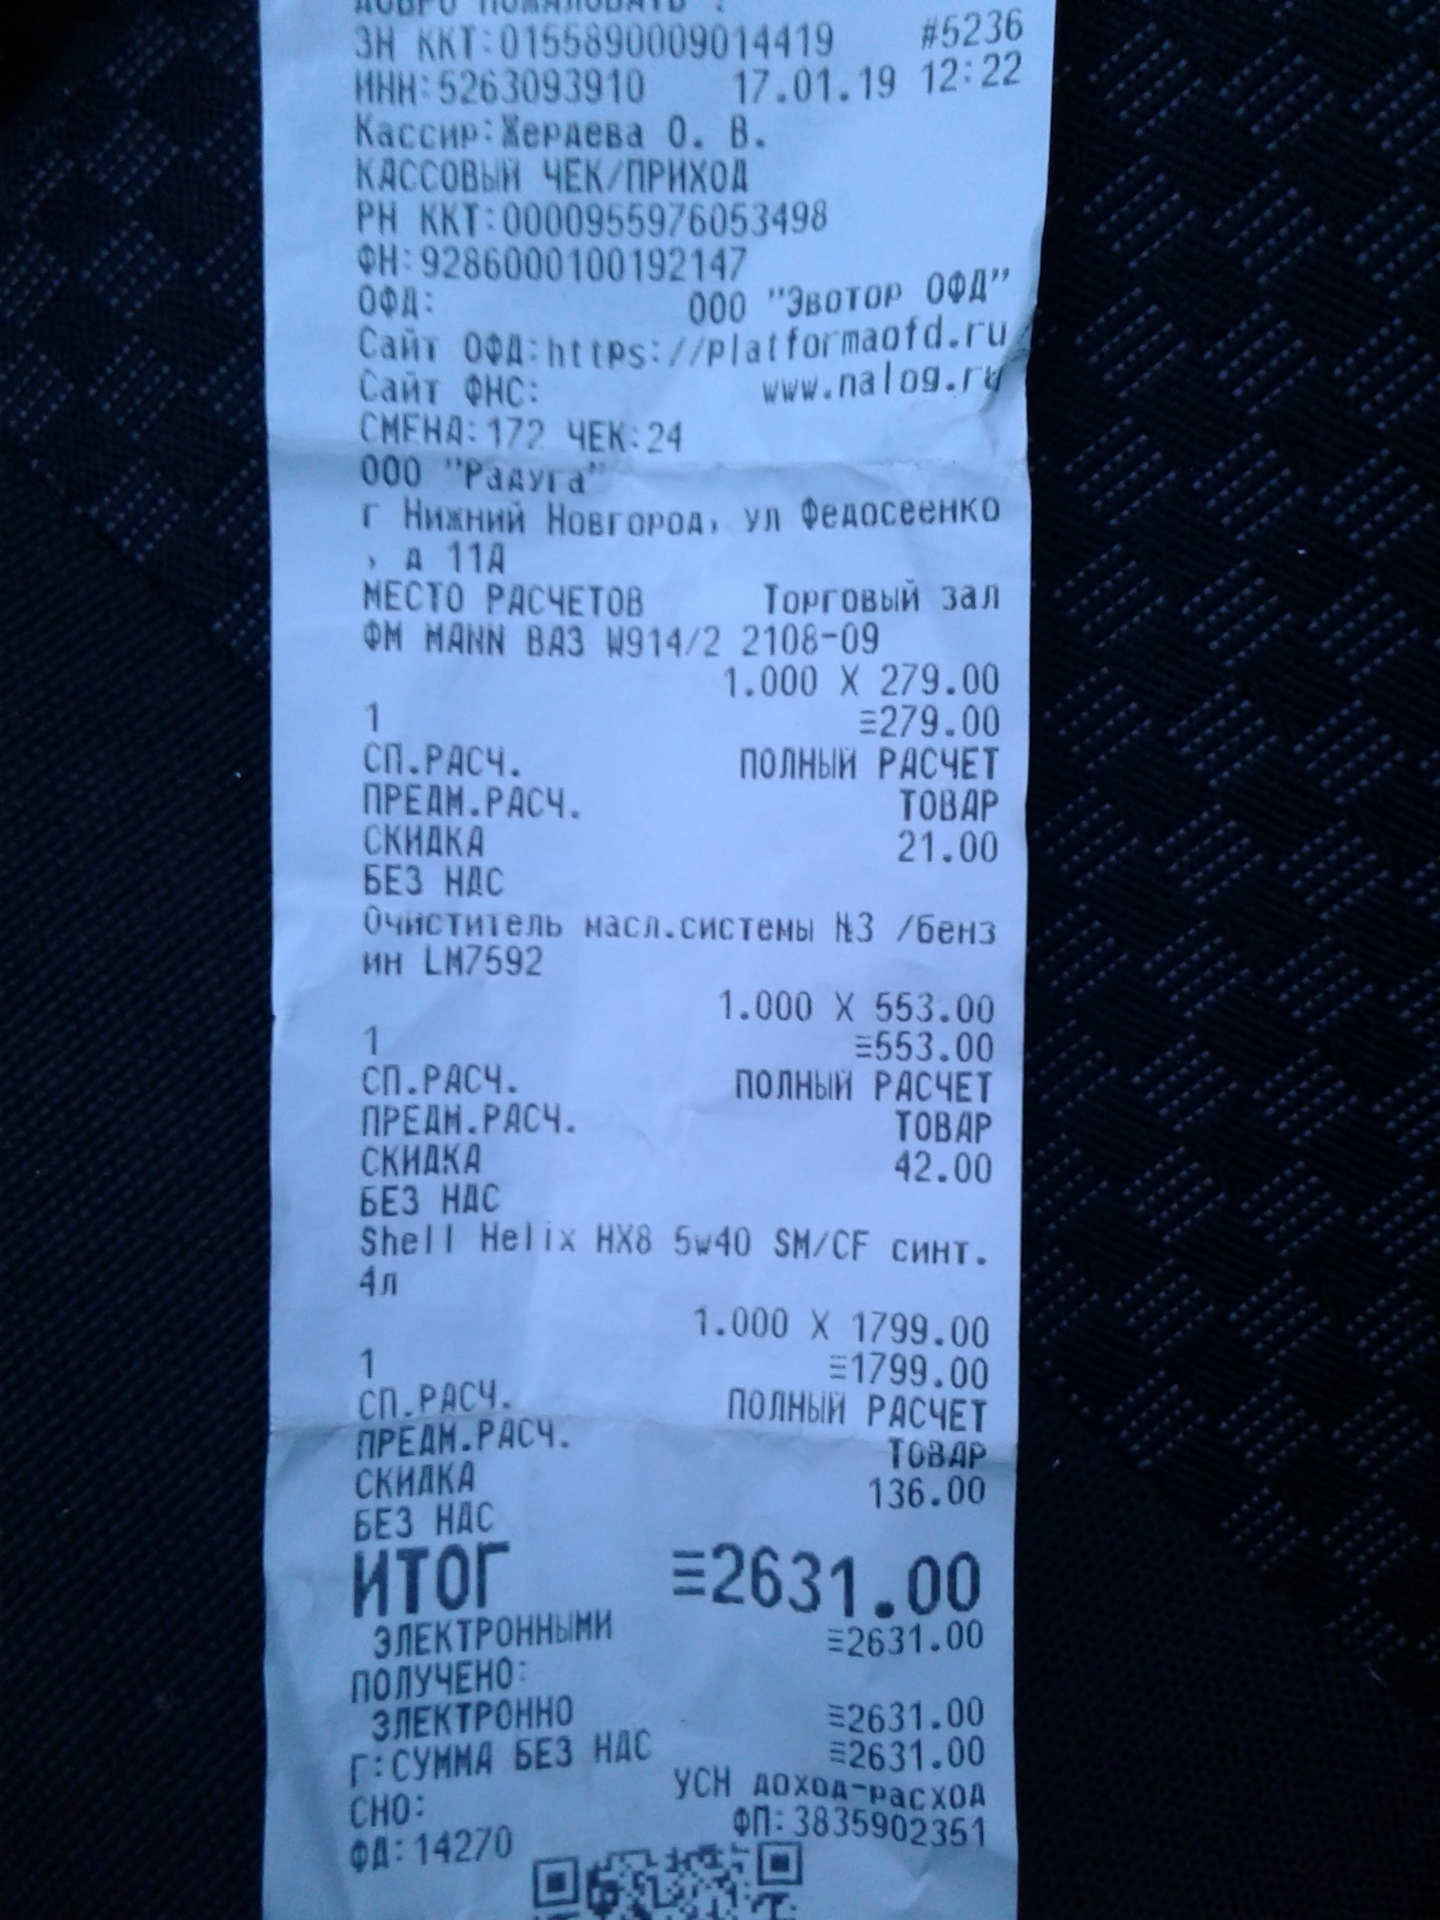 ДОБРО ПОЖАЛОВАТЬ !
ЗН ККТ:0155890009014419 #5236
ИНН:5263093910 17.01.19 12:22
Кассир:Жердева О. В.
КАССОВЫЙ ЧЕК/ПРИХОД
РН ККТ:0000955976053498
ФН:9286000100192147
ОФД: ООО "Эвотор ОФД"
Сайт ОФД:https://platformaofd.ru
Сайт ФНС: www.nalog.ru
СМЕНА:172 ЧЕК:24
ООО "Радуга"
г Нижний Новгород, ул Федосеенко
, д 11А
МЕСТО РАСЧЕТОВ Торговый зал
ФМ MANN ВАЗ W914/2 2108-09
1.000 X 279.00
1 ≡279.00
СП.РАСЧ. ПОЛНЫЙ РАСЧЕТ
ПРЕДМ.РАСЧ. ТОВАР
СКИДКА 21.00
БЕЗ НДС
Очиститель масл.системы №3 /бенз
ин LM7592
1.000 X 553.00
1 ≡553.00
СП.РАСЧ. ПОЛНЫЙ РАСЧЕТ
ПРЕДМ.РАСЧ. ТОВАР
СКИДКА 42.00
БЕЗ НДС
Shell Helix HX8 5w40 SM/CF синт.
4л
1.000 X 1799.00
1 ≡1799.00
СП.РАСЧ. ПОЛНЫЙ РАСЧЕТ
ПРЕДМ.РАСЧ. ТОВАР
СКИДКА 136.00
БЕЗ НДС
ИТОГ ≡2631.00
ЭЛЕКТРОННЫМИ ≡2631.00
ПОЛУЧЕНО:
ЭЛЕКТРОННО ≡2631.00
Г:СУММА БЕЗ НДС ≡2631.00
СНО: УСН доход-расход
ФД:14270 ФП:3835902351